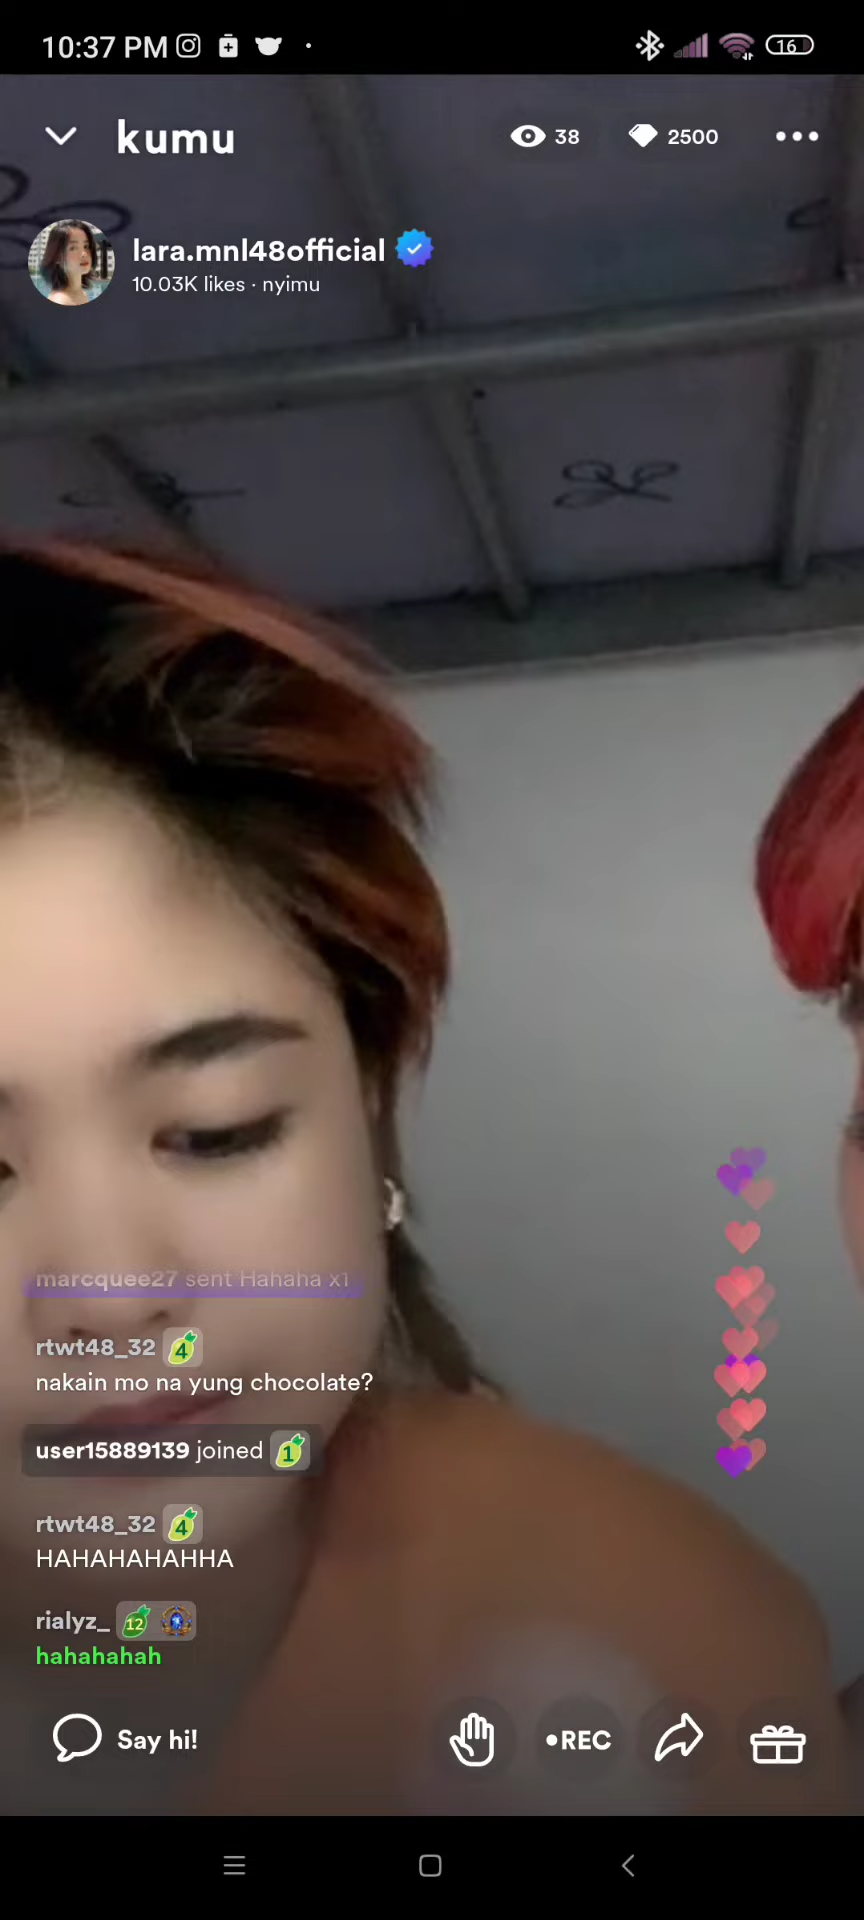 10:37 PM
16
kumu
38
2500
lara.mnl48official
10.03K likes · nyimu
marcquee27 sent Hahaha x1
rtwt48_32 4
nakain mo na yung chocolate?
user15889139 joined 1
rtwt48_32 4
HAHAHAHAHHA
rialyz_ 12
hahahahah
Say hi!
•REC